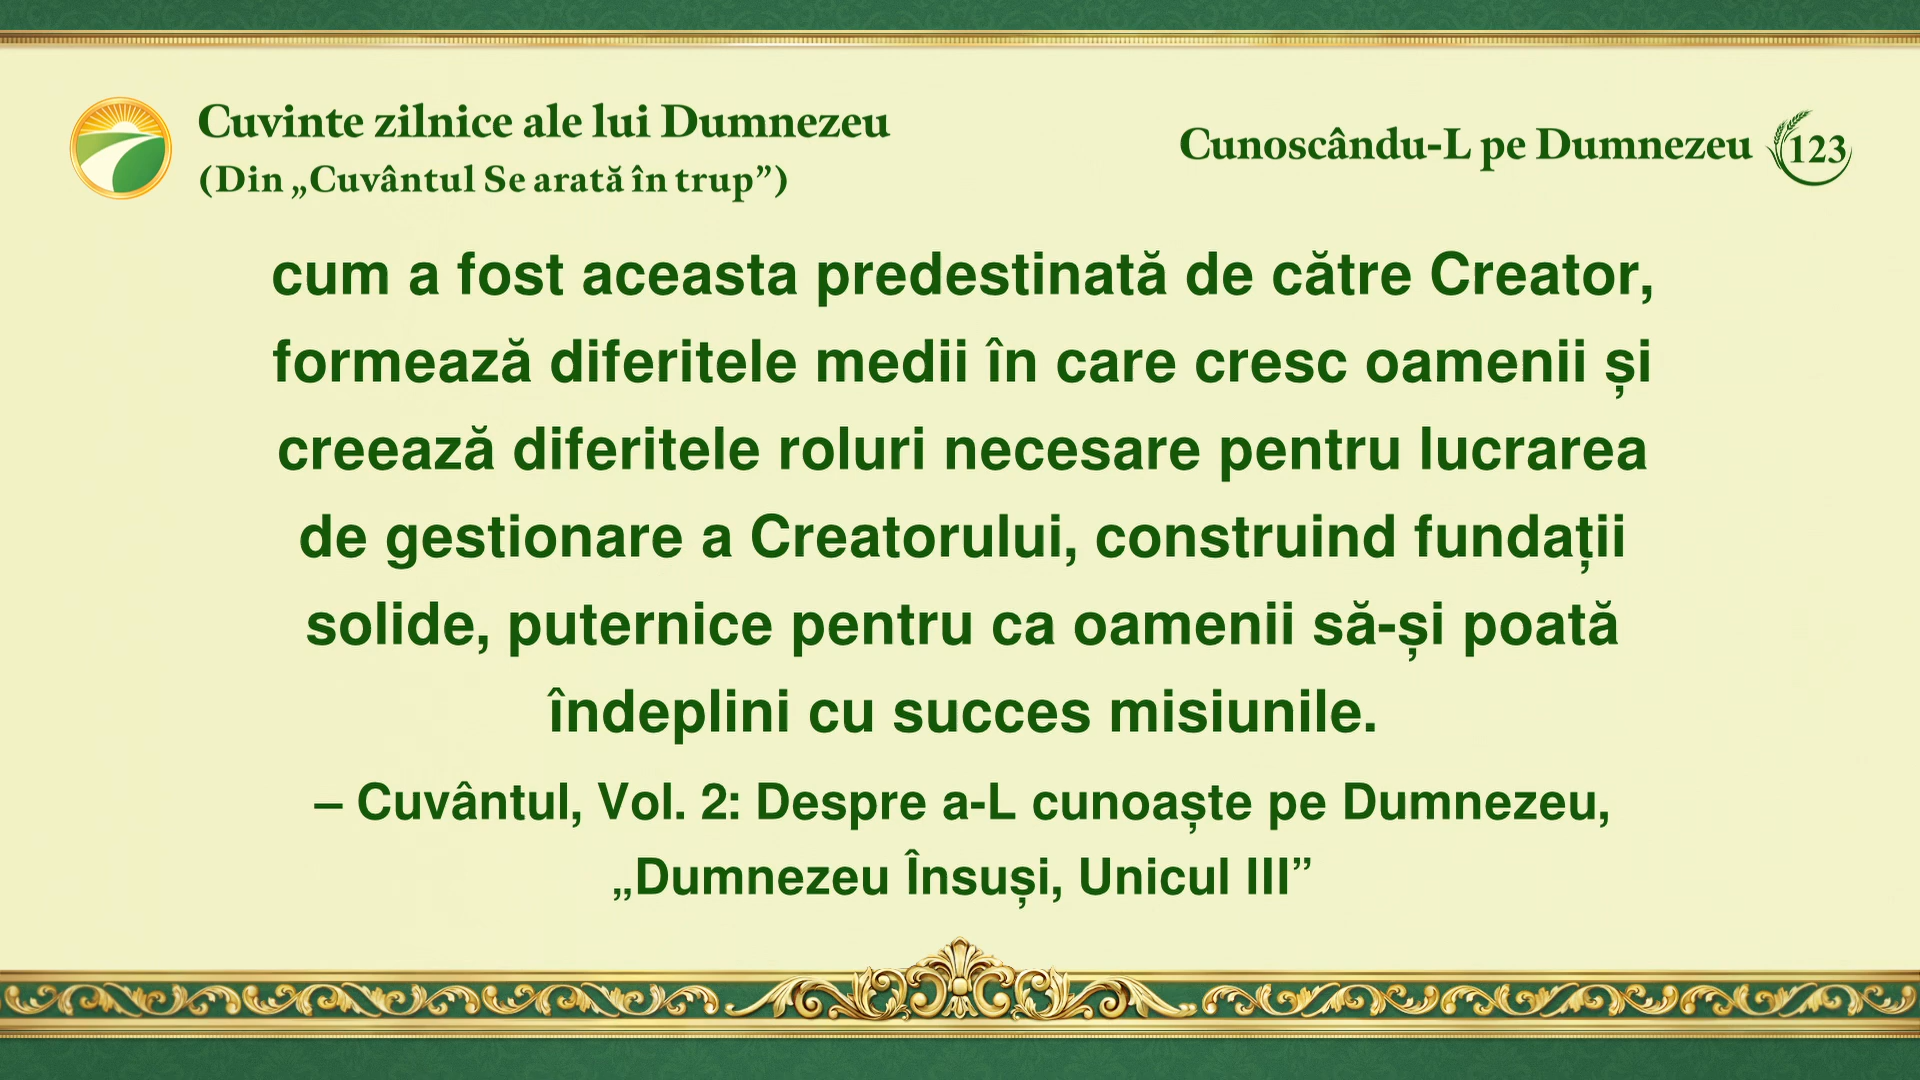 Cuvinte zilnice ale lui Dumnezeu
(Din „Cuvântul Se arată în trup”)
Cunoscându-L pe Dumnezeu 123
cum a fost aceasta predestinată de către Creator,
formează diferitele medii în care cresc oamenii și
creează diferitele roluri necesare pentru lucrarea
de gestionare a Creatorului, construind fundații
solide, puternice pentru ca oamenii să-și poată
îndeplini cu succes misiunile.
– Cuvântul, Vol. 2: Despre a-L cunoaște pe Dumnezeu,
„Dumnezeu Însuși, Unicul III”